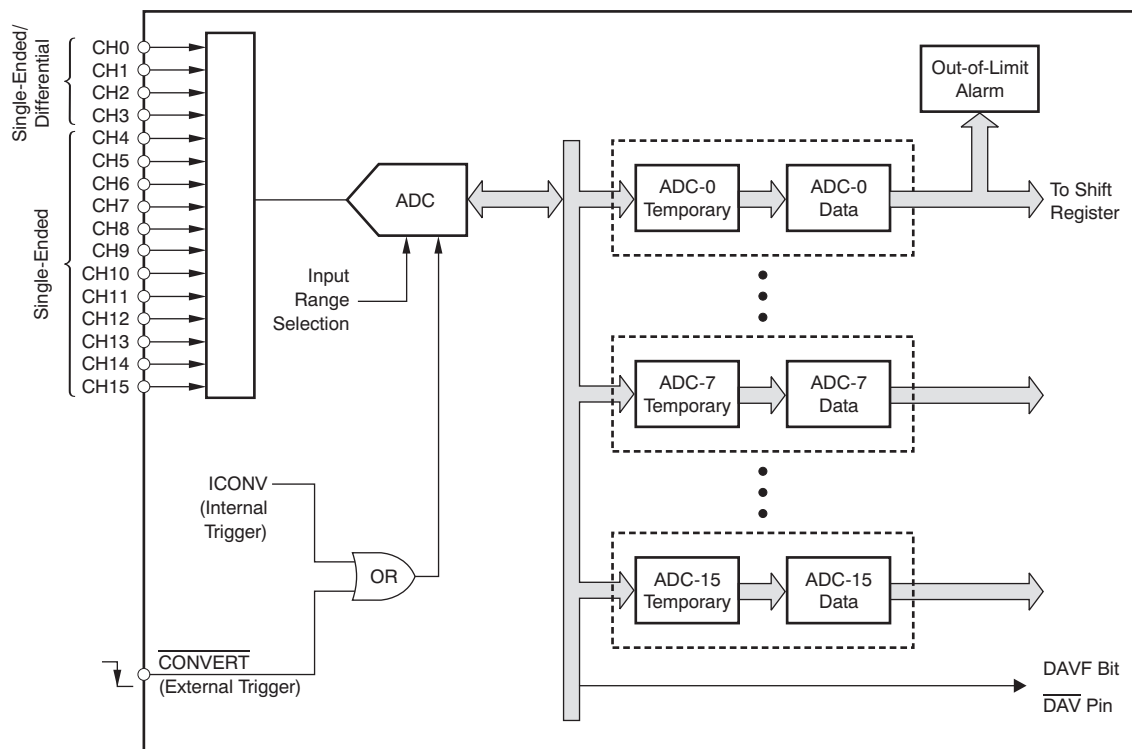 Single-Ended/
Differential
CH0
CH1
CH2
CH3
Single-Ended
CH4
CH5
CH6
CH7
CH8
CH9
CH10
CH11
CH12
CH13
CH14
CH15
ADC
Input
Range
Selection
ICONV
(Internal
Trigger)
OR
CONVERT
(External Trigger)
Out-of-Limit
Alarm
ADC-0
Temporary
ADC-0
Data
To Shift
Register
ADC-7
Temporary
ADC-7
Data
ADC-15
Temporary
ADC-15
Data
DAVF Bit
DAV Pin